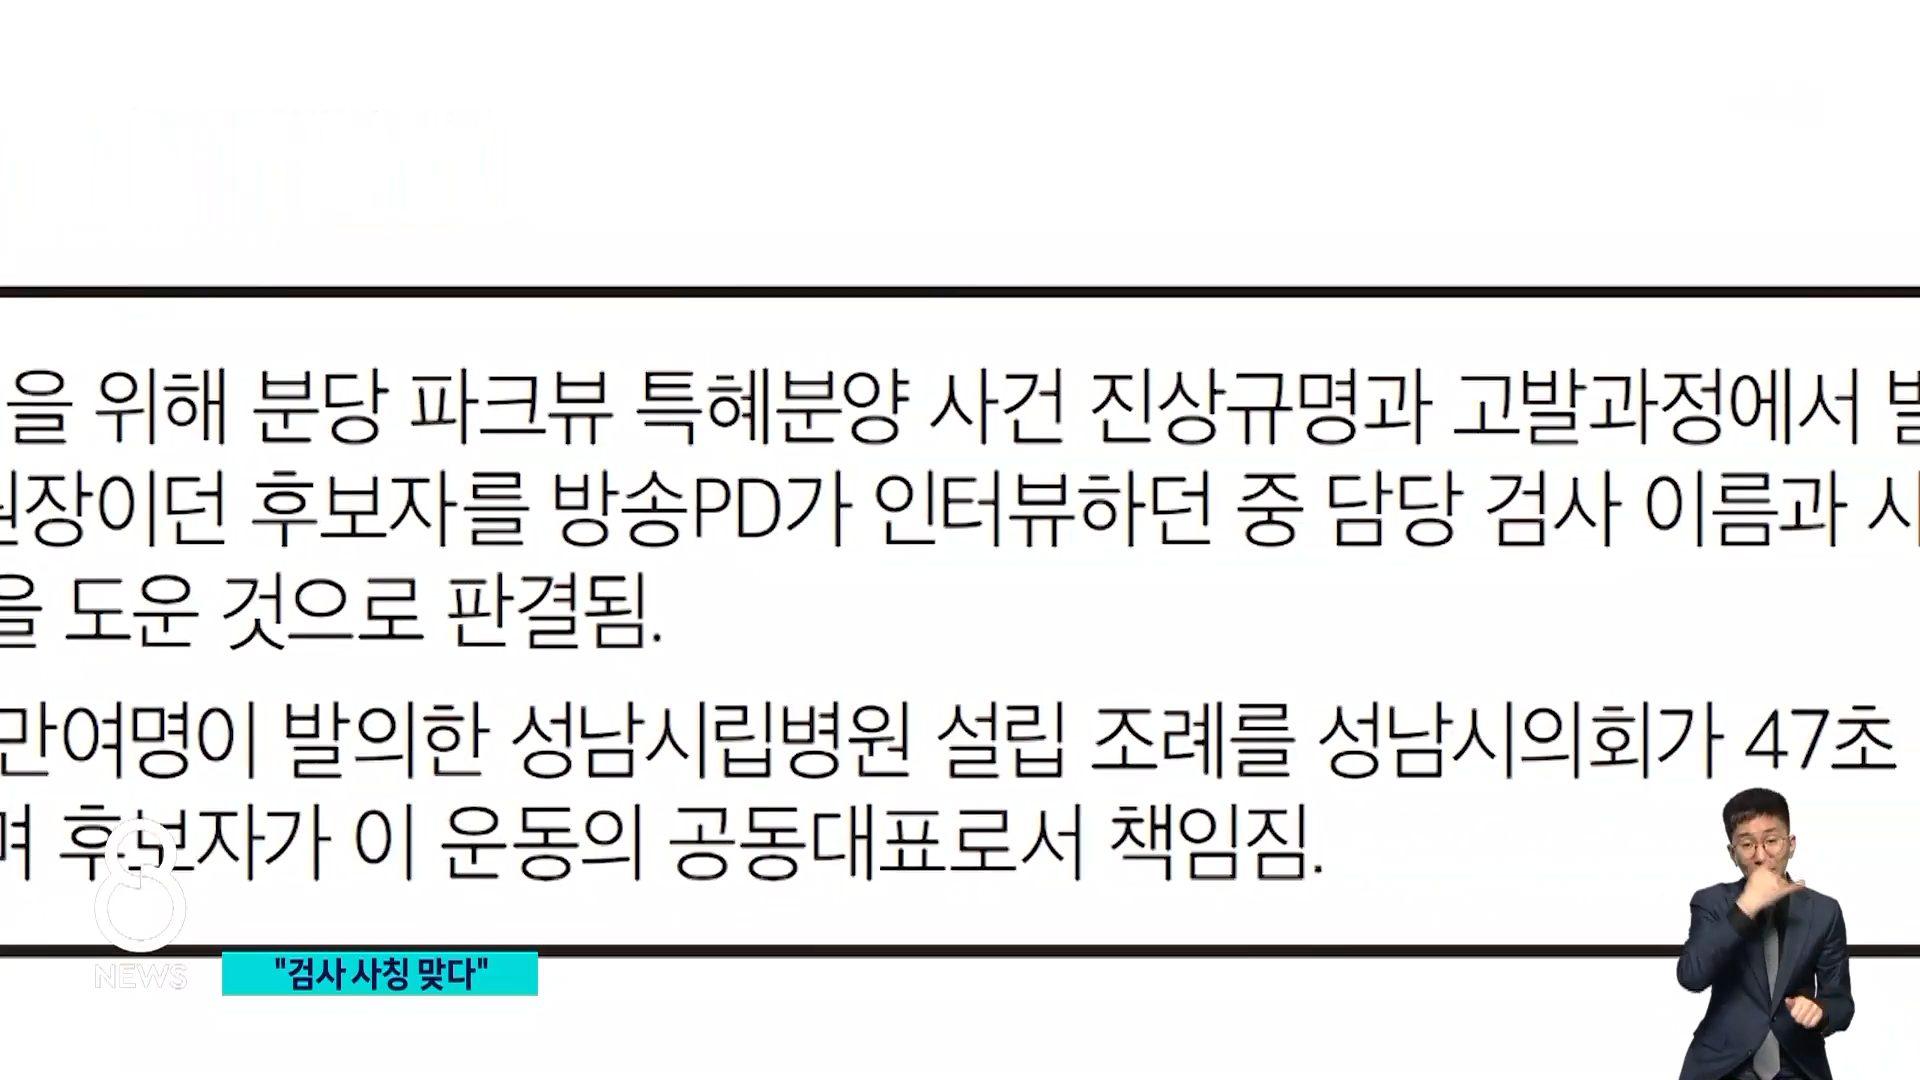 을 위해 분당 파크뷰 특혜분양 사건 진상규명과 고발과정에서
이던 후보자를 방송PD가 인터뷰하던 중 담당 검사 이름과
을 도운 것으로 판결됨.
만여명이 발의한 성남시립병원 설립 조례를 성남시의회가 47초
며 후보자가 이 운동의 공동대표로서 책임짐.
8
NEWS
"검사 사칭 맞다"